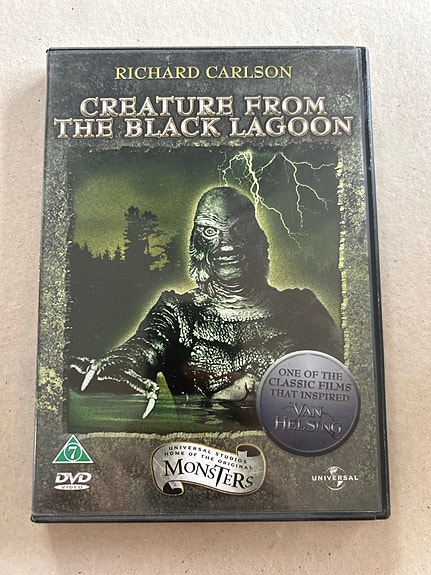 RICHARD CARLSON
CREATURE FROM
THE BLACK LAGOON
ONE OF THE
CLASSIC FILMS
THAT INSPIRED
VAN
HELSING
7
DVD
VIDEO
UNIVERSAL STUDIOS
HOME OF THE ORIGINAL
MONSTERS
UNIVERSAL